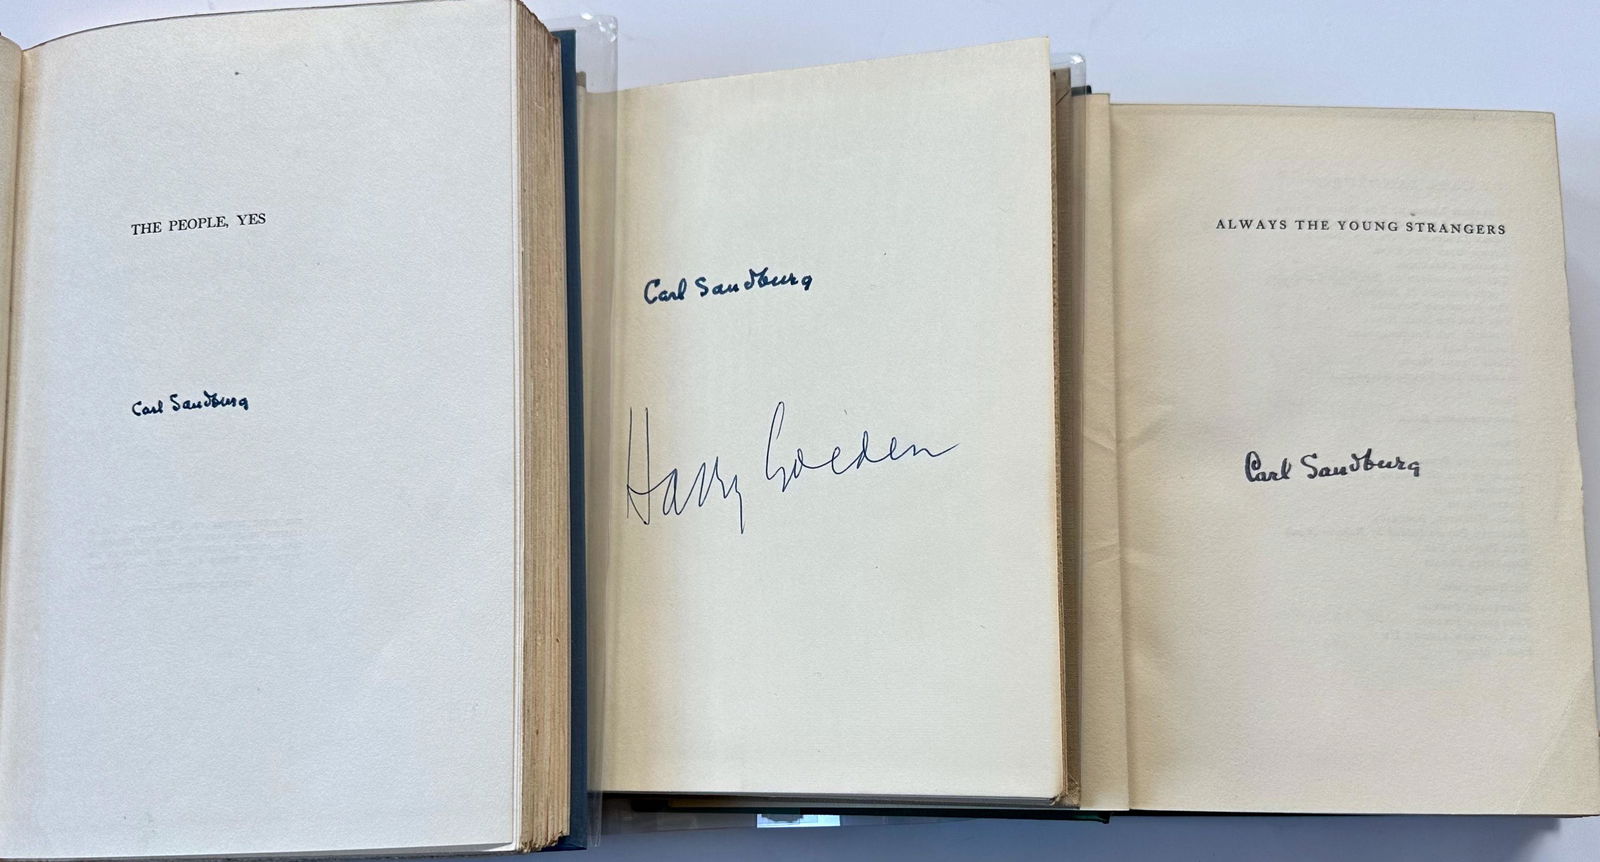 THE PEOPLE, YES
Carl Sandburg
Carl Sandburg
Harry Golden
ALWAYS THE YOUNG STRANGERS
Carl Sandburg